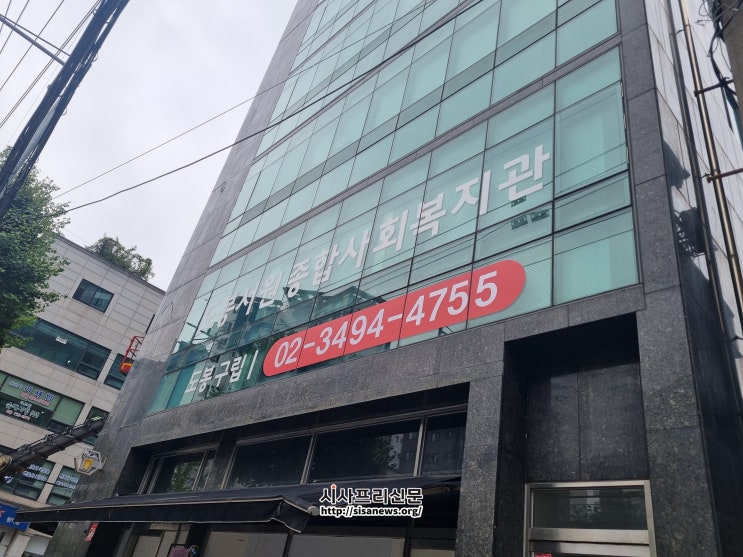 종합사회복지관
도봉구립 | 02-3494-4755
시사프리신문
http://sisanews.org/